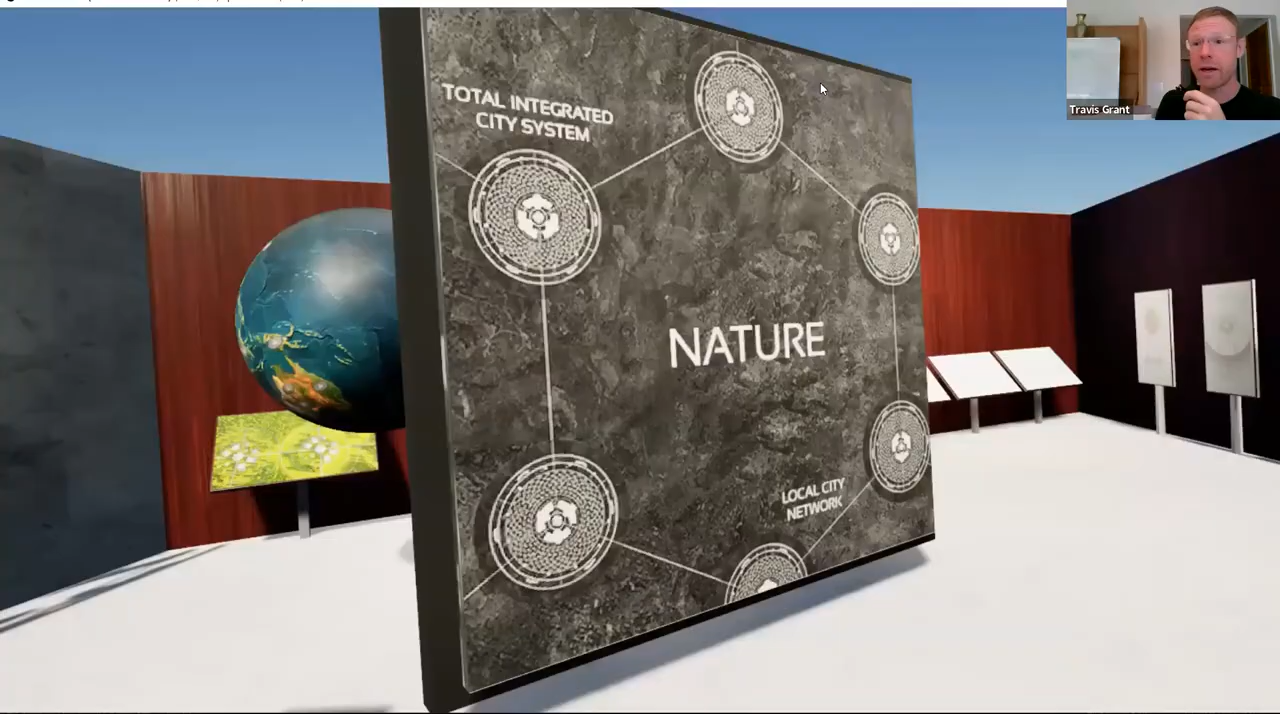 TOTAL INTEGRATED
CITY SYSTEM
NATURE
LOCAL CITY
NETWORK
Travis Grant